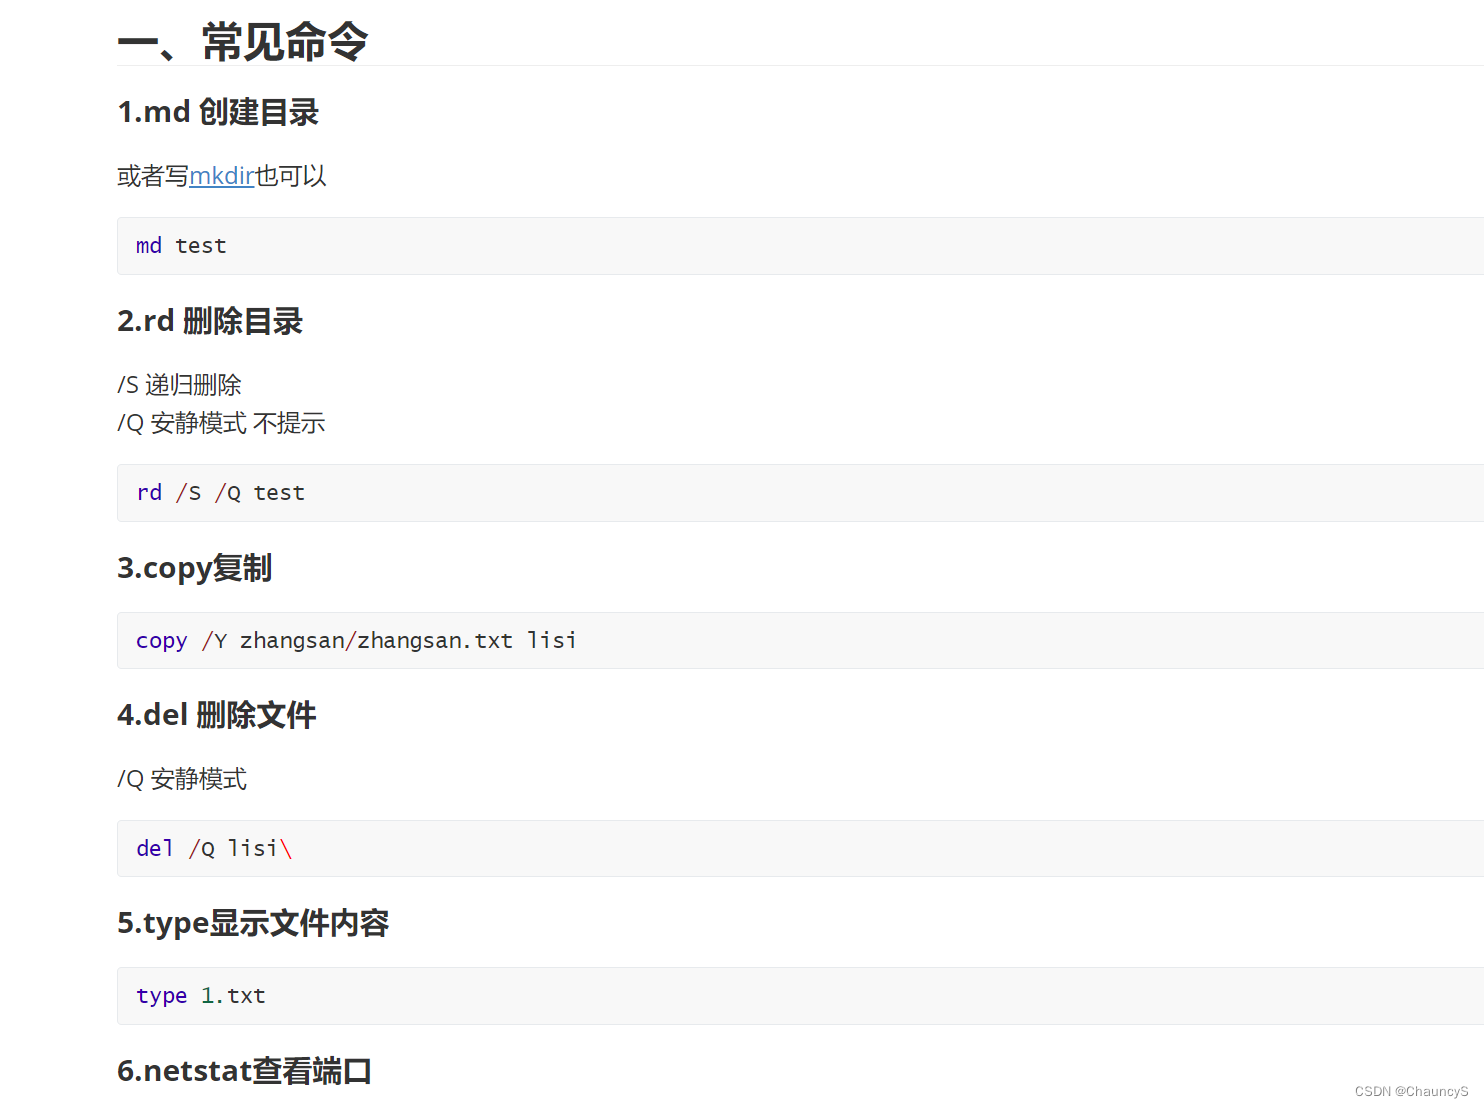 一、常见命令
1.md 创建目录
或者写mkdir也可以
md test
2.rd 删除目录
/S 递归删除
/Q 安静模式 不提示
rd /S /Q test
3.copy复制
copy /Y zhangsan/zhangsan.txt lisi
4.del 删除文件
/Q 安静模式
del /Q lisi\
5.type显示文件内容
type 1.txt
6.netstat查看端口
CSDN @ChauncyS